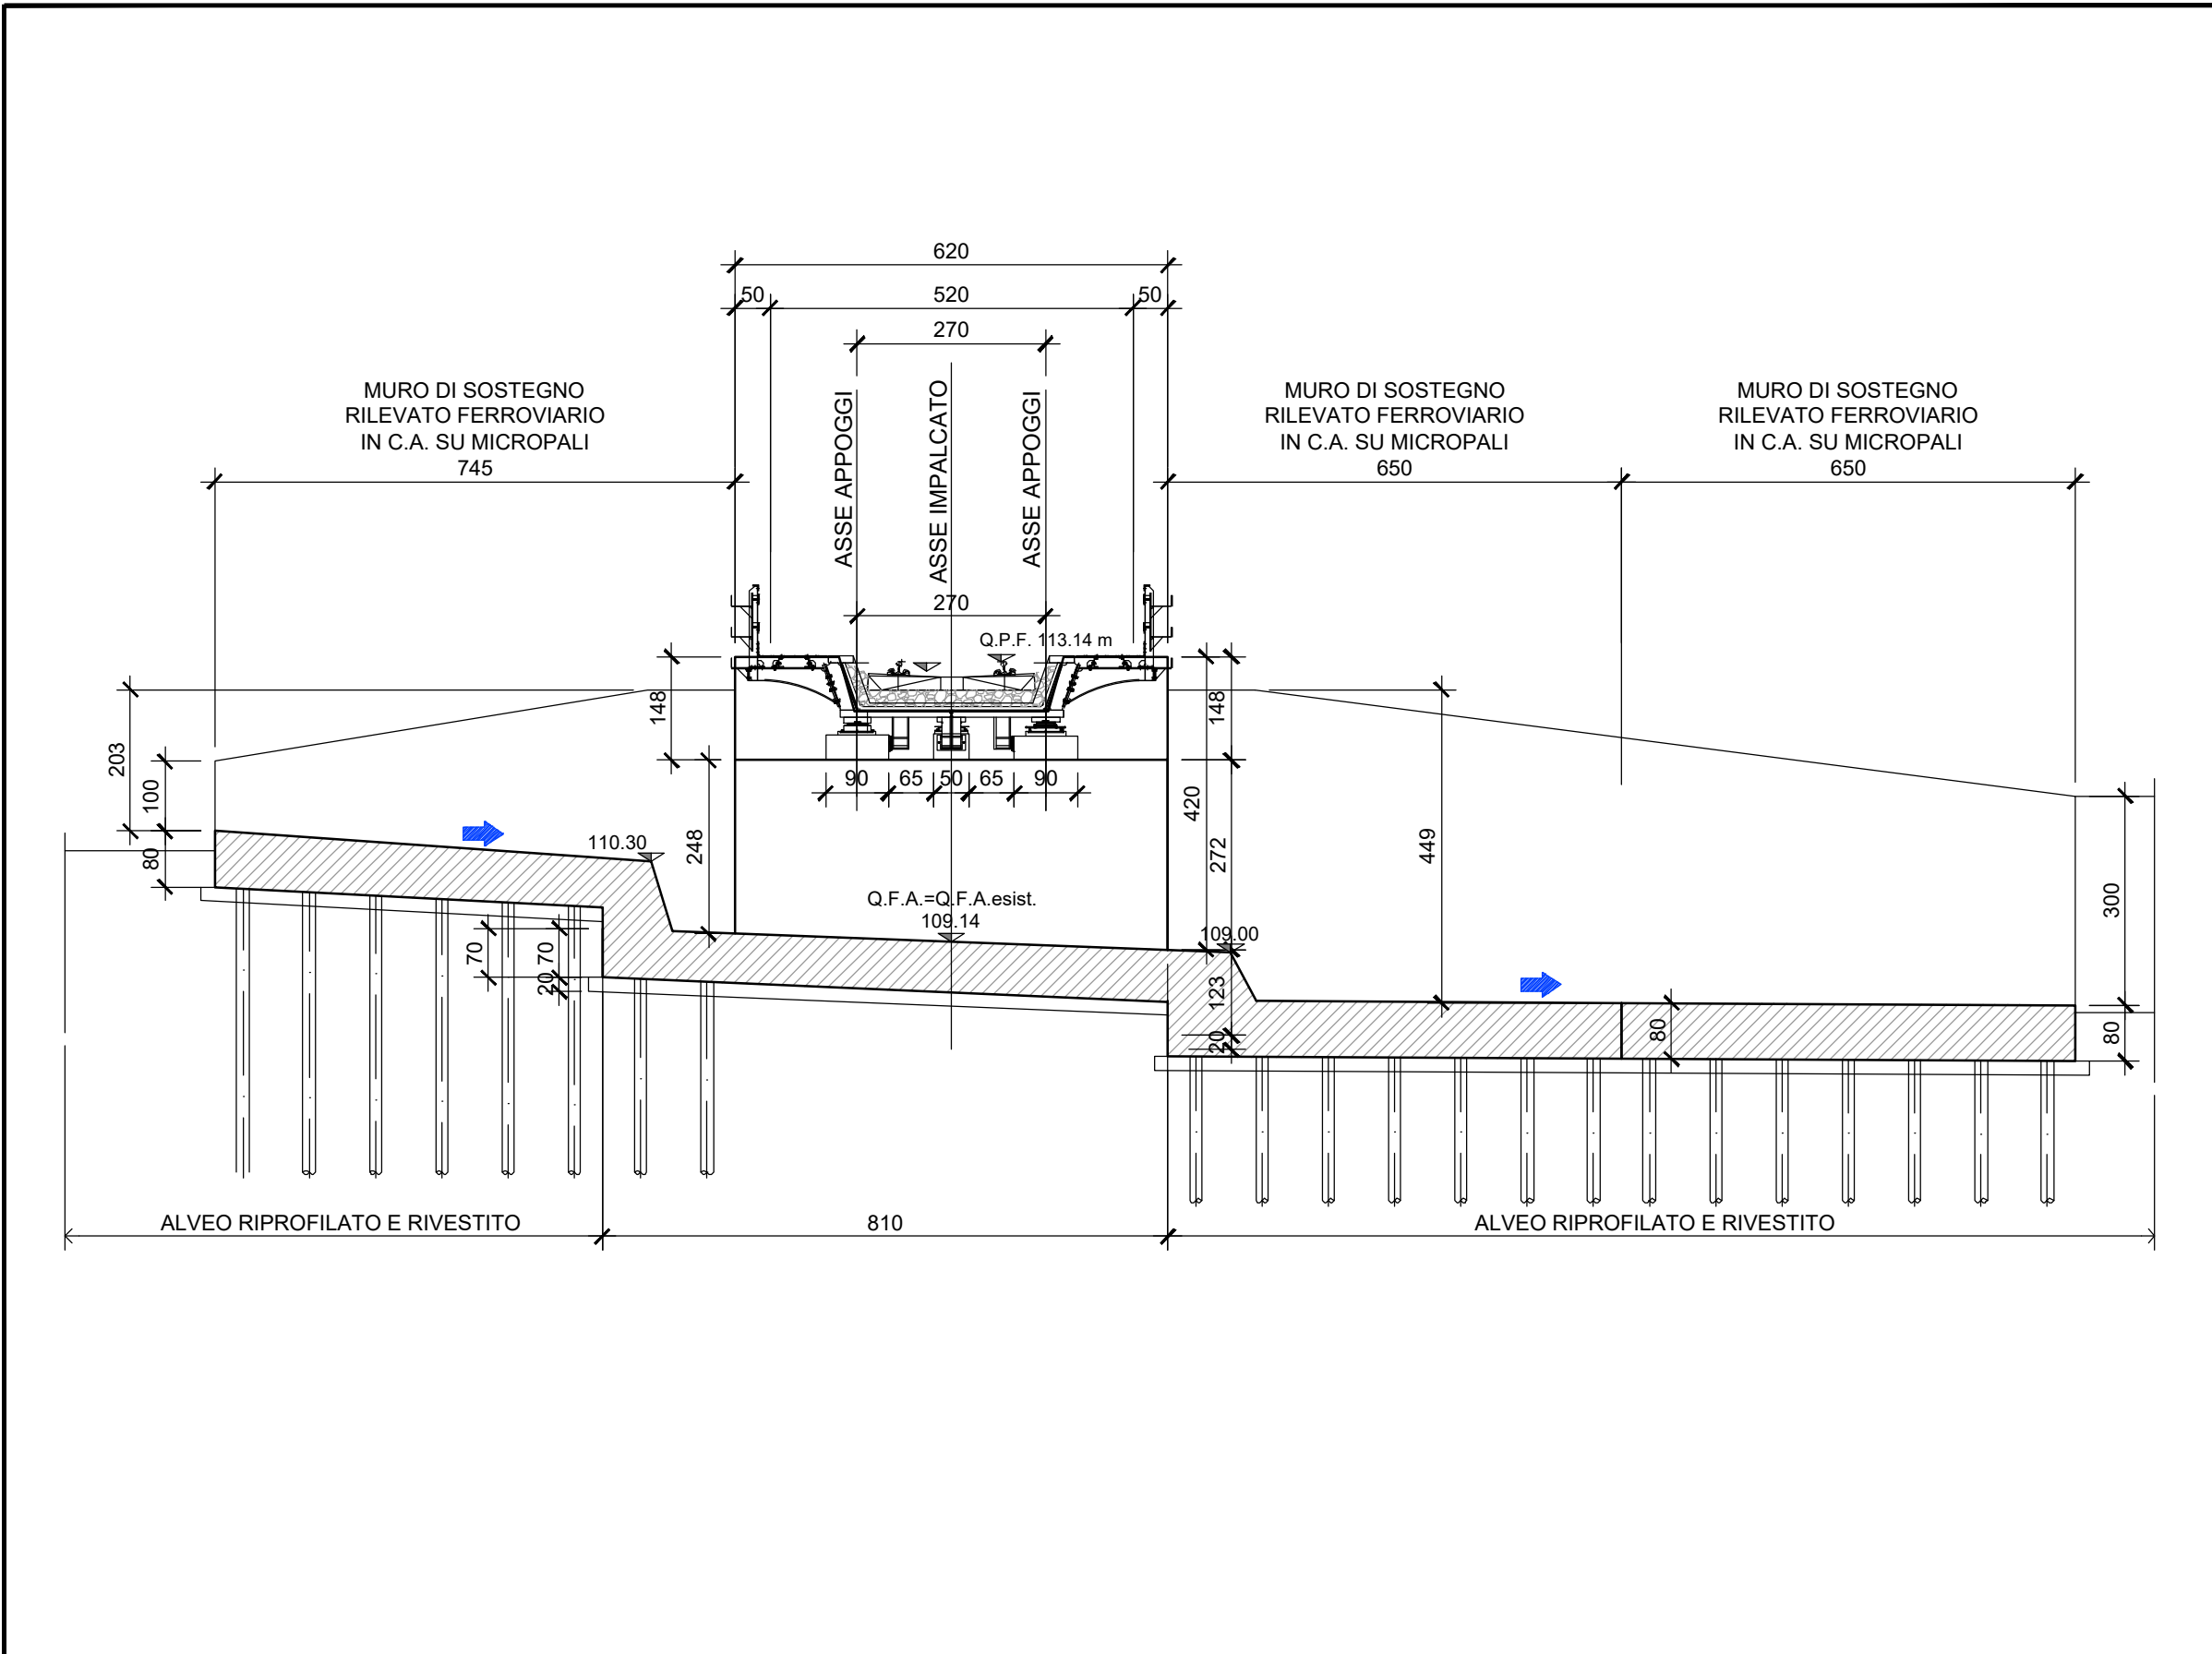 620
50
520
50
270
MURO DI SOSTEGNO
RILEVATO FERROVIARIO
IN C.A. SU MICROPALI
745
ASSE APPOGGI
ASSE IMPALCATO
ASSE APPOGGI
MURO DI SOSTEGNO
RILEVATO FERROVIARIO
IN C.A. SU MICROPALI
650
MURO DI SOSTEGNO
RILEVATO FERROVIARIO
IN C.A. SU MICROPALI
650
270
Q.P.F. 113.14 m
148
148
203
100
80
90
65
50
65
90
420
272
449
248
110.30
Q.F.A.=Q.F.A.esist.
109.14
109.00
300
70
70
20
123
20
80
80
ALVEO RIPROFILATO E RIVESTITO
810
ALVEO RIPROFILATO E RIVESTITO